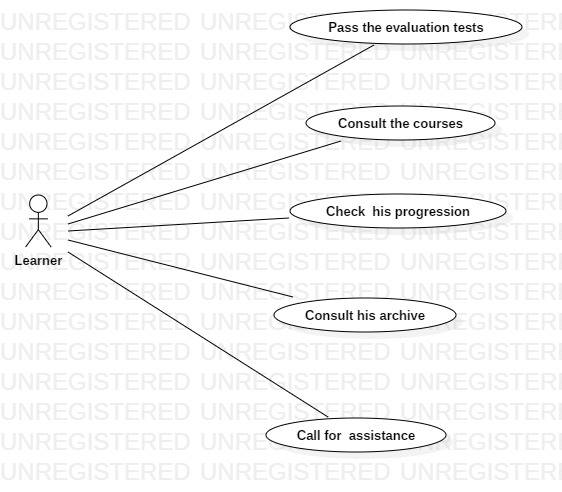 UNREGISTERED UNREGISTERED UNREGISTERED
Pass the evaluation tests
Consult the courses
Check his progression
Learner
Consult his archive
Call for assistance